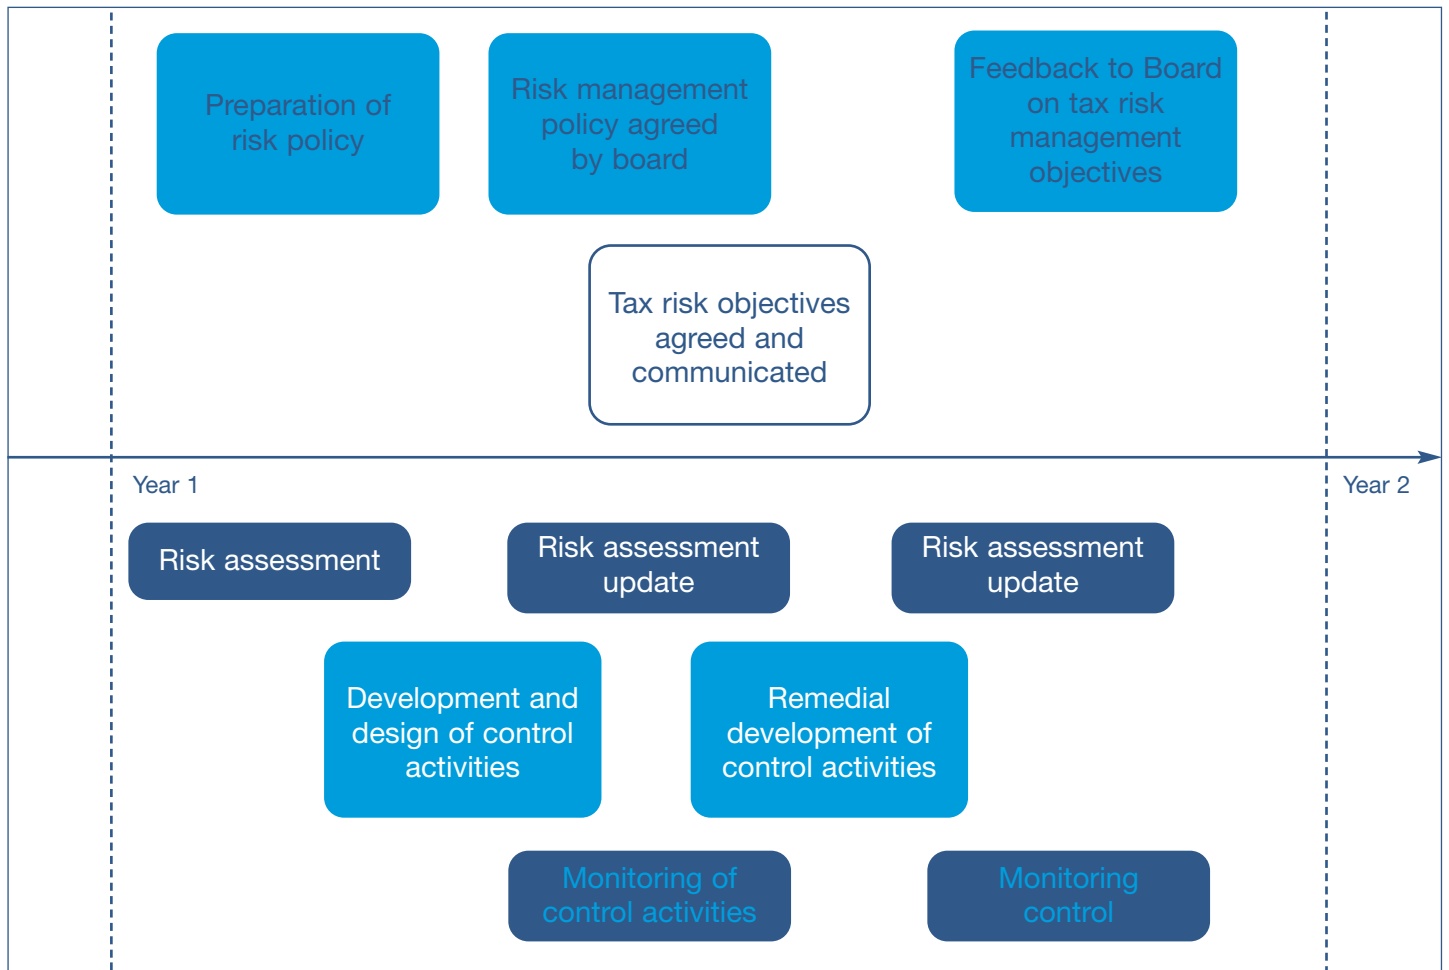 Preparation of
risk policy
Risk management
policy agreed
by board
Feedback to Board
on tax risk
management
objectives
Tax risk objectives
agreed and
communicated
Year 1
Year 2
Risk assessment
Risk assessment
update
Risk assessment
update
Development and
design of control
activities
Remedial
development of
control activities
Monitoring of
control activities
Monitoring
control